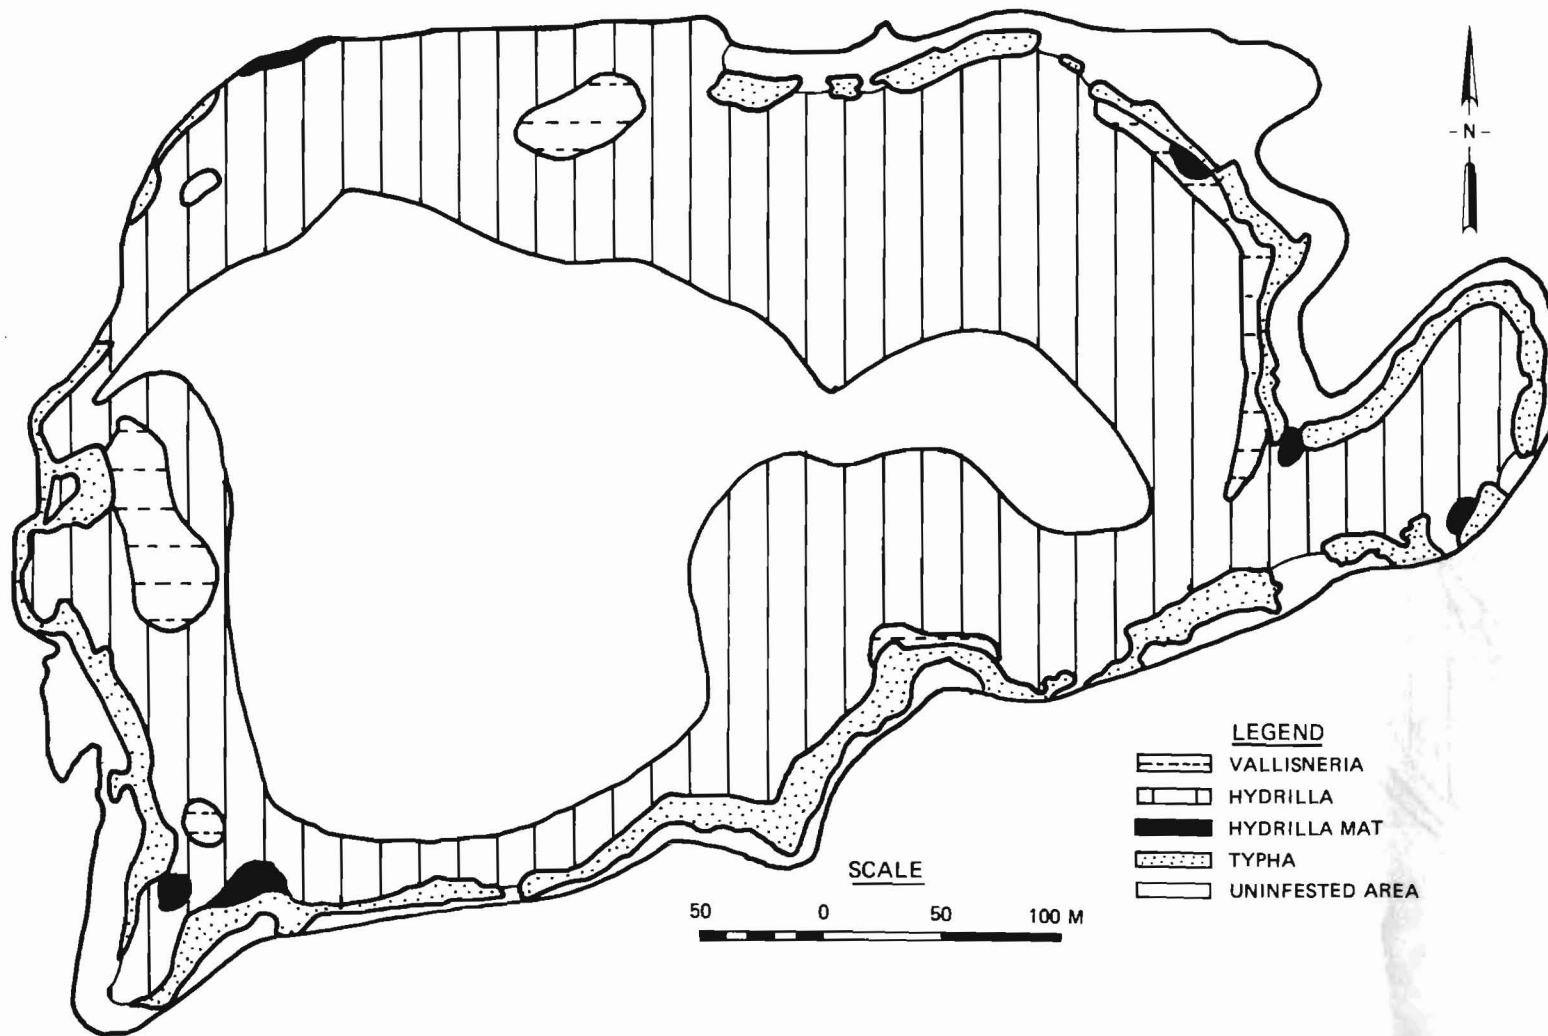 - N -
LEGEND
VALLISNERIA
HYDRILLA
HYDRILLA MAT
TYPHA
UNINFESTED AREA
SCALE
50 0 50 100 M